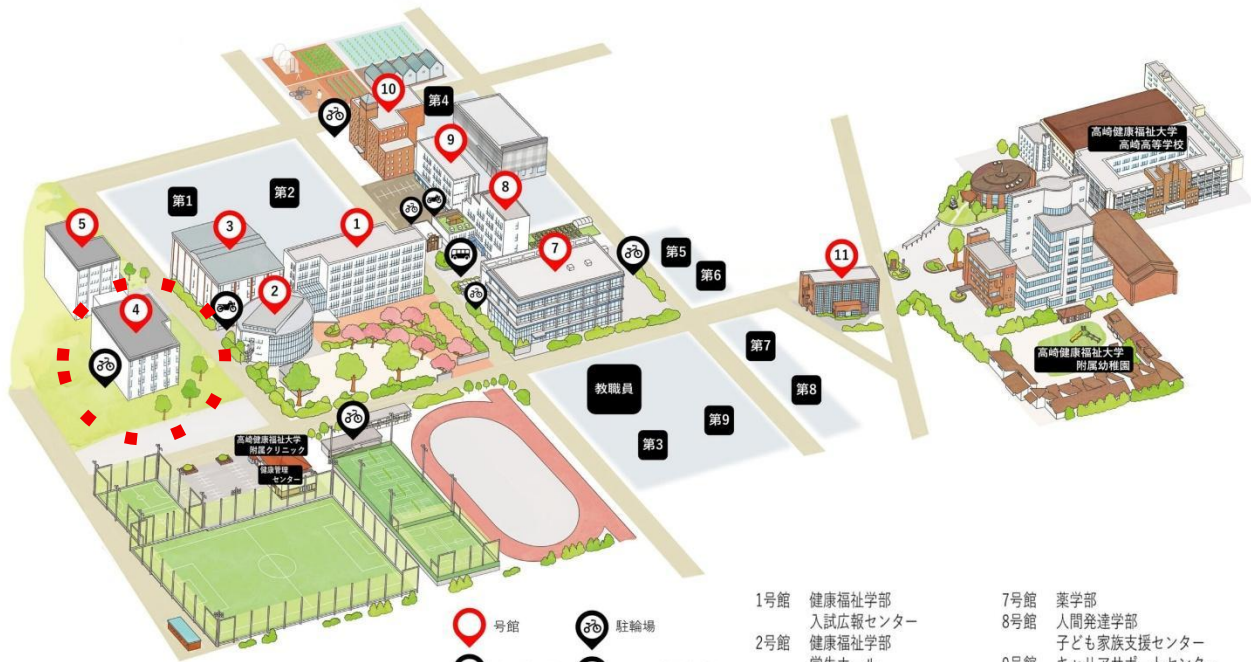 10
第4
9
高崎健康福祉大学
高崎高等学校
8
第1
第2
5
3
1
7
第5
第6
11
2
4
第7
高崎健康福祉大学
附属幼稚園
教職員
第8
第9
第3
高崎健康福祉大学
附属クリニック
健康管理
センター
号館
駐輪場
1号館 健康福祉学部
入試広報センター
2号館 健康福祉学部
7号館 薬学部
8号館 人間発達学部
子ども家族支援センター